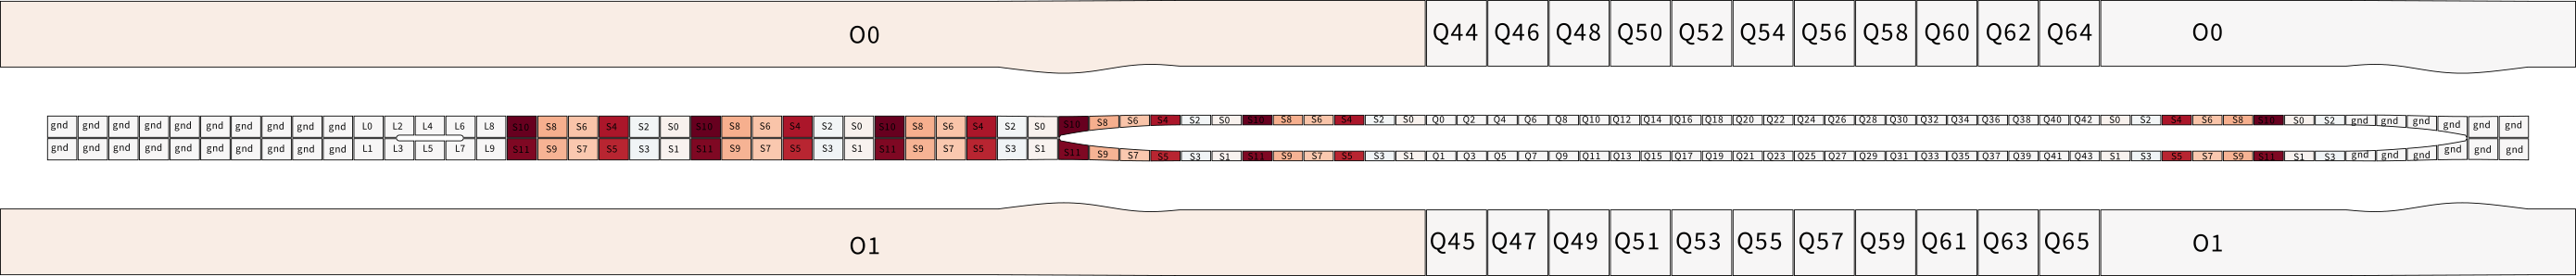 O0 Q44 Q46 Q48 Q50 Q52 Q54 Q56 Q58 Q60 Q62 Q64 O0
gnd gnd gnd gnd gnd gnd gnd gnd gnd gnd L0 L2 L4 L6 L8 S10 S8 S6 S4 S2 S0 S10 S8 S6 S4 S2 S0 S10 S8 S6 S4 S2 S0 S10 S8 S6 S4 S2 S0 S10 S8 S6 S4 S2 S0 Q0 Q2 Q4 Q6 Q8 Q10 Q12 Q14 Q16 Q18 Q20 Q22 Q24 Q26 Q28 Q30 Q32 Q34 Q36 Q38 Q40 Q42 S0 S2 S4 S6 S8 S10 S0 S2 gnd gnd gnd gnd gnd gnd
gnd gnd gnd gnd gnd gnd gnd gnd gnd gnd L1 L3 L5 L7 L9 S11 S9 S7 S5 S3 S1 S11 S9 S7 S5 S3 S1 S11 S9 S7 S5 S3 S1 S11 S9 S7 S5 S3 S1 S11 S9 S7 S5 S3 S1 Q1 Q3 Q5 Q7 Q9 Q11 Q13 Q15 Q17 Q19 Q21 Q23 Q25 Q27 Q29 Q31 Q33 Q35 Q37 Q39 Q41 Q43 S1 S3 S5 S7 S9 S11 S1 S3 gnd gnd gnd gnd gnd gnd
O1 Q45 Q47 Q49 Q51 Q53 Q55 Q57 Q59 Q61 Q63 Q65 O1